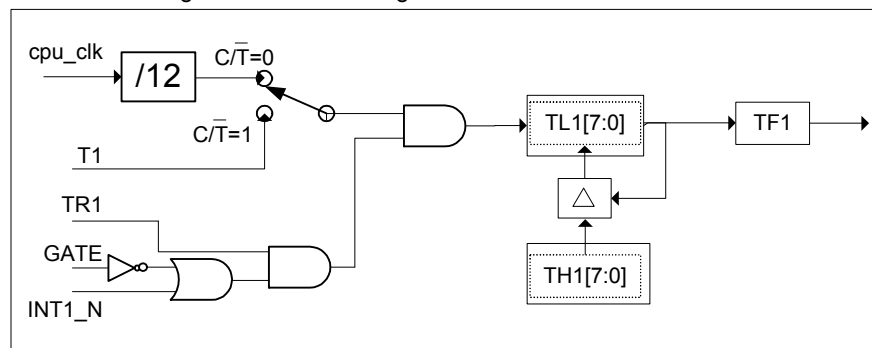 cpu_clk
/12
C/T̅=0
C/T̅=1
T1
TR1
GATE
INT1_N
TL1[7:0]
TF1
△
TH1[7:0]